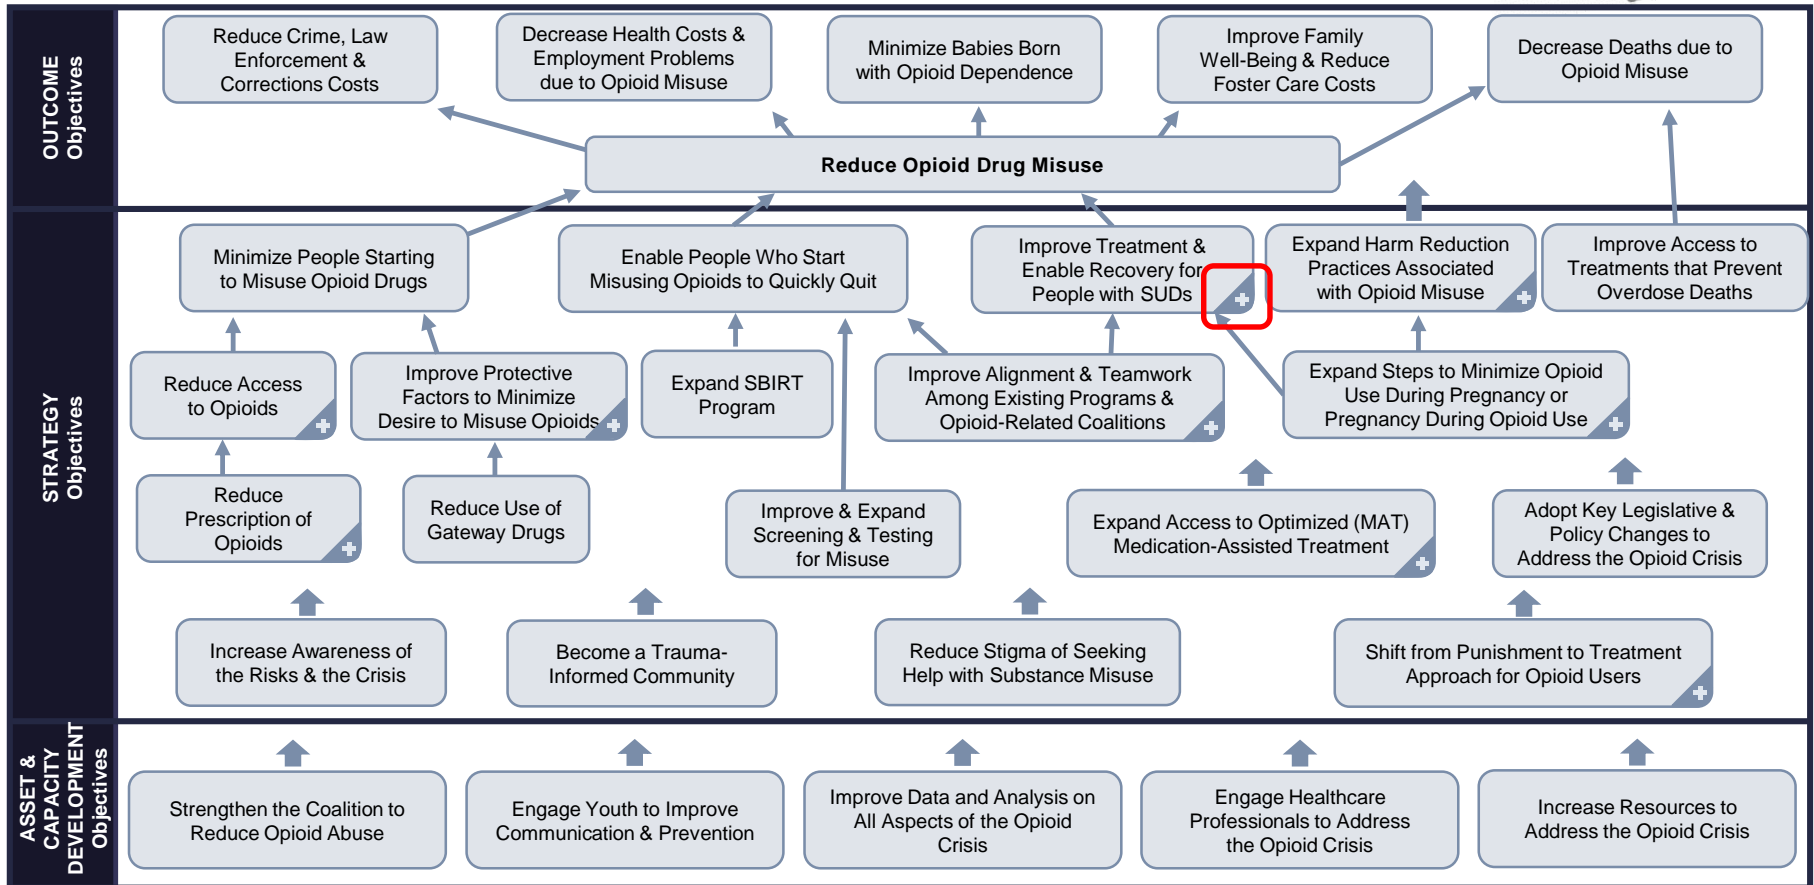 OUTCOME
Objectives
Reduce Crime, Law
Enforcement &
Corrections Costs
Decrease Health Costs &
Employment Problems
due to Opioid Misuse
Minimize Babies Born
with Opioid Dependence
Improve Family
Well-Being & Reduce
Foster Care Costs
Decrease Deaths due to
Opioid Misuse
Reduce Opioid Drug Misuse
STRATEGY
Objectives
Minimize People Starting
to Misuse Opioid Drugs
Enable People Who Start
Misusing Opioids to Quickly Quit
Improve Treatment &
Enable Recovery for
People with SUDs
Expand Harm Reduction
Practices Associated
with Opioid Misuse
Improve Access to
Treatments that Prevent
Overdose Deaths
Reduce Access
to Opioids
Improve Protective
Factors to Minimize
Desire to Misuse Opioids
Expand SBIRT
Program
Improve Alignment & Teamwork
Among Existing Programs &
Opioid-Related Coalitions
Expand Steps to Minimize Opioid
Use During Pregnancy or
Pregnancy During Opioid Use
Reduce
Prescription of
Opioids
Reduce Use of
Gateway Drugs
Improve & Expand
Screening & Testing
for Misuse
Expand Access to Optimized (MAT)
Medication-Assisted Treatment
Adopt Key Legislative &
Policy Changes to
Address the Opioid Crisis
Increase Awareness of
the Risks & the Crisis
Become a Trauma-
Informed Community
Reduce Stigma of Seeking
Help with Substance Misuse
Shift from Punishment to Treatment
Approach for Opioid Users
ASSET &
CAPACITY
DEVELOPMENT
Objectives
Strengthen the Coalition to
Reduce Opioid Abuse
Engage Youth to Improve
Communication & Prevention
Improve Data and Analysis on
All Aspects of the Opioid
Crisis
Engage Healthcare
Professionals to Address
the Opioid Crisis
Increase Resources to
Address the Opioid Crisis